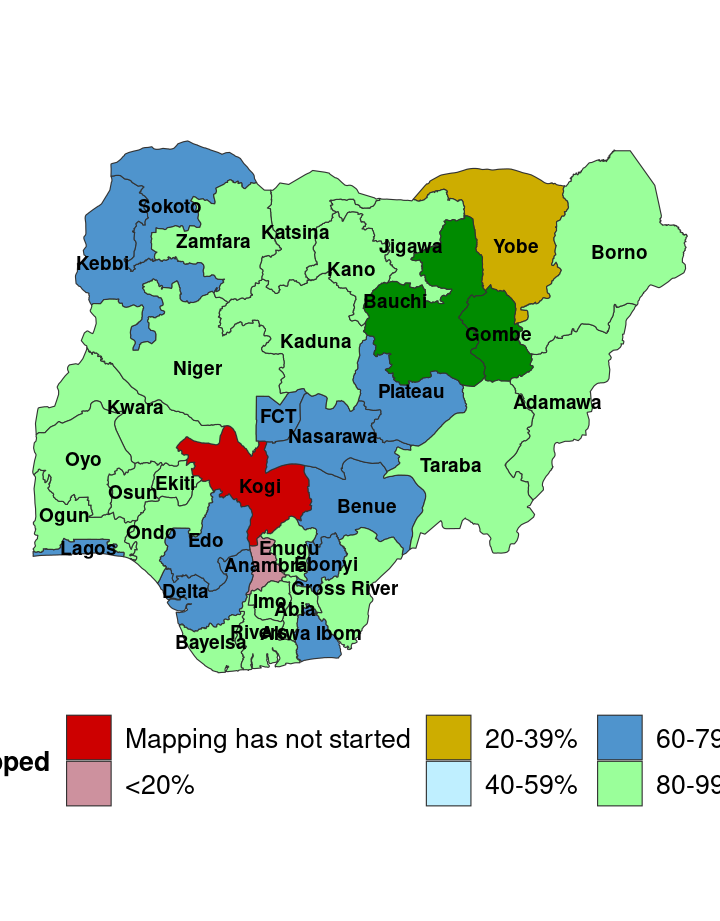 Sokoto
Katsina
Zamfara
Jigawa
Yobe
Borno
Kebbi
Kano
Bauchi
Gombe
Kaduna
Niger
Plateau
Adamawa
Kwara
FCT
Nasarawa
Oyo
Taraba
Ekiti
Kogi
Osun
Benue
Ogun
Ondo
Edo
Lagos
Enugu
Anambra
Ebonyi
Delta
Cross River
Imo
Abia
Rivers
Akwa Ibom
Bayelsa
Mapping has not started
20-39%
60-79
pped
<20%
40-59%
80-99